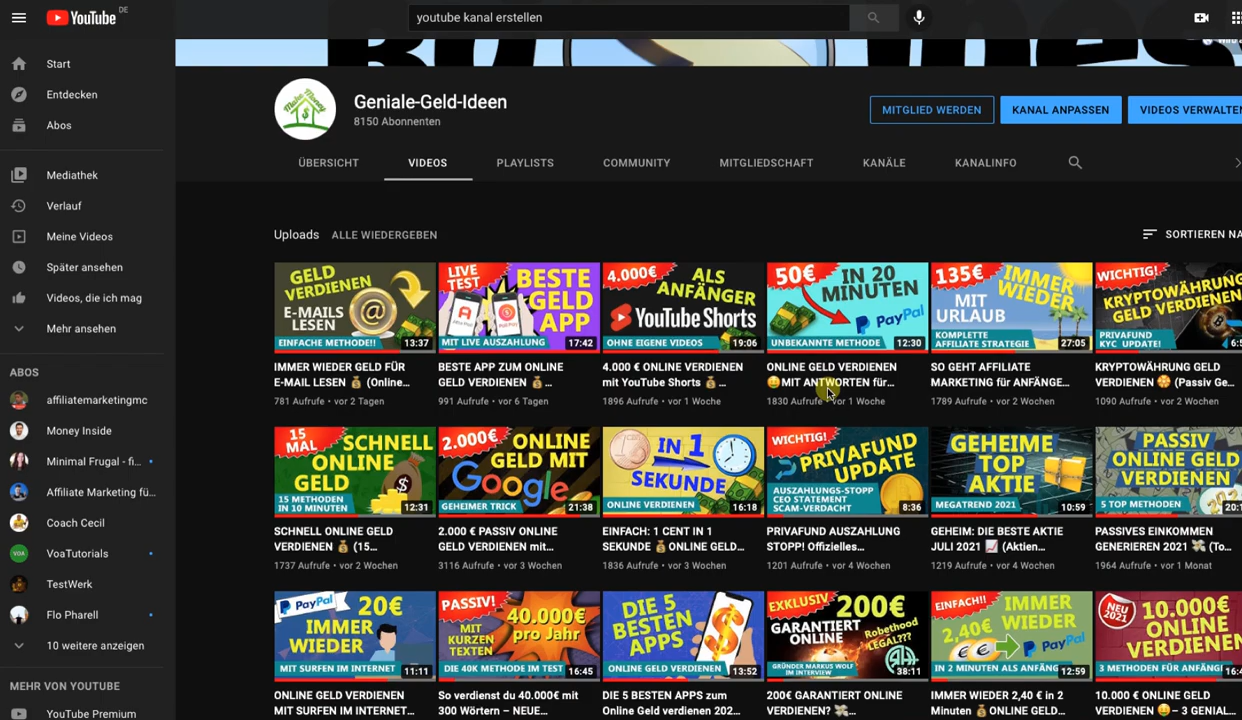 YouTube DE
youtube kanal erstellen
Start
Entdecken
Abos
Mediathek
Verlauf
Meine Videos
Später ansehen
Videos, die ich mag
Mehr ansehen
ABOS
affiliatemarketingmc
Money Inside
Minimal Frugal - fi...
Affiliate Marketing fü...
Coach Cecil
VOA
VoaTutorials
TestWerk
Flo Pharell
10 weitere anzeigen
MEHR VON YOUTUBE
YouTube Premium
Make Money
Geniale-Geld-Ideen
8150 Abonnenten
MITGLIED WERDEN
KANAL ANPASSEN
VIDEOS VERWALTEN
ÜBERSICHT
VIDEOS
PLAYLISTS
COMMUNITY
MITGLIEDSCHAFT
KANÄLE
KANALINFO
Uploads
ALLE WIEDERGEBEN
SORTIEREN NA
GELD
VERDIENEN
E-MAILS
LESEN
EINFACHE METHODE!!
13:37
IMMER WIEDER GELD FÜR
E-MAIL LESEN 💰 (Online...
781 Aufrufe • vor 2 Tagen
LIVE
TEST
BESTE
GELD
APP
MIT LIVE AUSZAHLUNG
17:42
BESTE APP ZUM ONLINE
GELD VERDIENEN 💰...
991 Aufrufe • vor 6 Tagen
4.000€
ALS
ANFÄNGER
YouTube Shorts
OHNE EIGENE VIDEOS
19:06
4.000 € ONLINE VERDIENEN
mit YouTube Shorts 💰...
1896 Aufrufe • vor 1 Woche
50€
IN 20
MINUTEN
PayPal
UNBEKANNTE METHODE
12:30
ONLINE GELD VERDIENEN
🤑MIT ANTWORTEN für...
1830 Aufrufe • vor 1 Woche
135€
IMMER
WIEDER
MIT
URLAUB
KOMPLETTE
AFFILIATE STRATEGIE
27:05
SO GEHT AFFILIATE
MARKETING für ANFÄNGE...
1789 Aufrufe • vor 2 Wochen
WICHTIG!
KRYPTOWÄHRUNG
GELD VERDIENEN
PRIVAFUND
KYC UPDATE!
KRYPTOWÄHRUNG GELD
VERDIENEN 🤩 (Passiv Ge...
1090 Aufrufe • vor 2 Wochen
15
MAL
SCHNELL
ONLINE
GELD
15 METHODEN
IN 10 MINUTEN
12:31
SCHNELL ONLINE GELD
VERDIENEN 💰 (15...
1737 Aufrufe • vor 2 Wochen
2.000€
ONLINE
GELD MIT
Google
GEHEIMER TRICK
21:38
2.000 € PASSIV ONLINE
GELD VERDIENEN mit...
3116 Aufrufe • vor 3 Wochen
IN 1
SEKUNDE
ONLINE VERDIENEN
16:18
EINFACH: 1 CENT IN 1
SEKUNDE 💰ONLINE GELD...
1836 Aufrufe • vor 3 Wochen
WICHTIG!
PRIVAFUND
UPDATE
AUSZAHLUNGS-STOPP
CEO STATEMENT
SCAM-VERDACHT
8:36
PRIVAFUND AUSZAHLUNG
STOPP! Offizielles...
1201 Aufrufe • vor 4 Wochen
GEHEIME
TOP
AKTIE
MEGATREND 2021
10:59
GEHEIM: DIE BESTE AKTIE
JULI 2021 📈 (Aktien...
1219 Aufrufe • vor 4 Wochen
PASSIV
ONLINE GELD
VERDIENEN
5 TOP METHODEN
PASSIVES EINKOMMEN
GENERIEREN 2021 💸 (To...
1964 Aufrufe • vor 1 Monat
PayPal
20€
IMMER
WIEDER
MIT SURFEN IM INTERNET
11:11
ONLINE GELD VERDIENEN
MIT SURFEN IM INTERNET...
PASSIV!
40.000€
pro Jahr
MIT
KURZEN
TEXTEN
DIE 40K METHODE IM TEST
16:45
So verdienst du 40.000€ mit
300 Wörtern – NEUE...
DIE 5
BESTEN
APPS
ONLINE GELD VERDIENEN
13:52
DIE 5 BESTEN APPS zum
Online Geld verdienen 202...
EXKLUSIV
200€
GARANTIERT
ONLINE
Robethood
LEGAL???
GRÜNDER MARKUS WOLF
IM INTERVIEW
38:11
200€ GARANTIERT ONLINE
VERDIENEN? 💸...
EINFACH!!
IMMER
WIEDER
2,40€
PayPal
IN 2 MINUTEN ALS ANFÄNG
12:59
IMMER WIEDER 2,40 € in 2
Minuten 💰ONLINE GELD...
NEU
2021
10.000€
ONLINE
VERDIENEN
3 METHODEN FÜR ANFÄNG
10.000 € ONLINE GELD
VERDIENEN 🤑– 3 GENIAL...